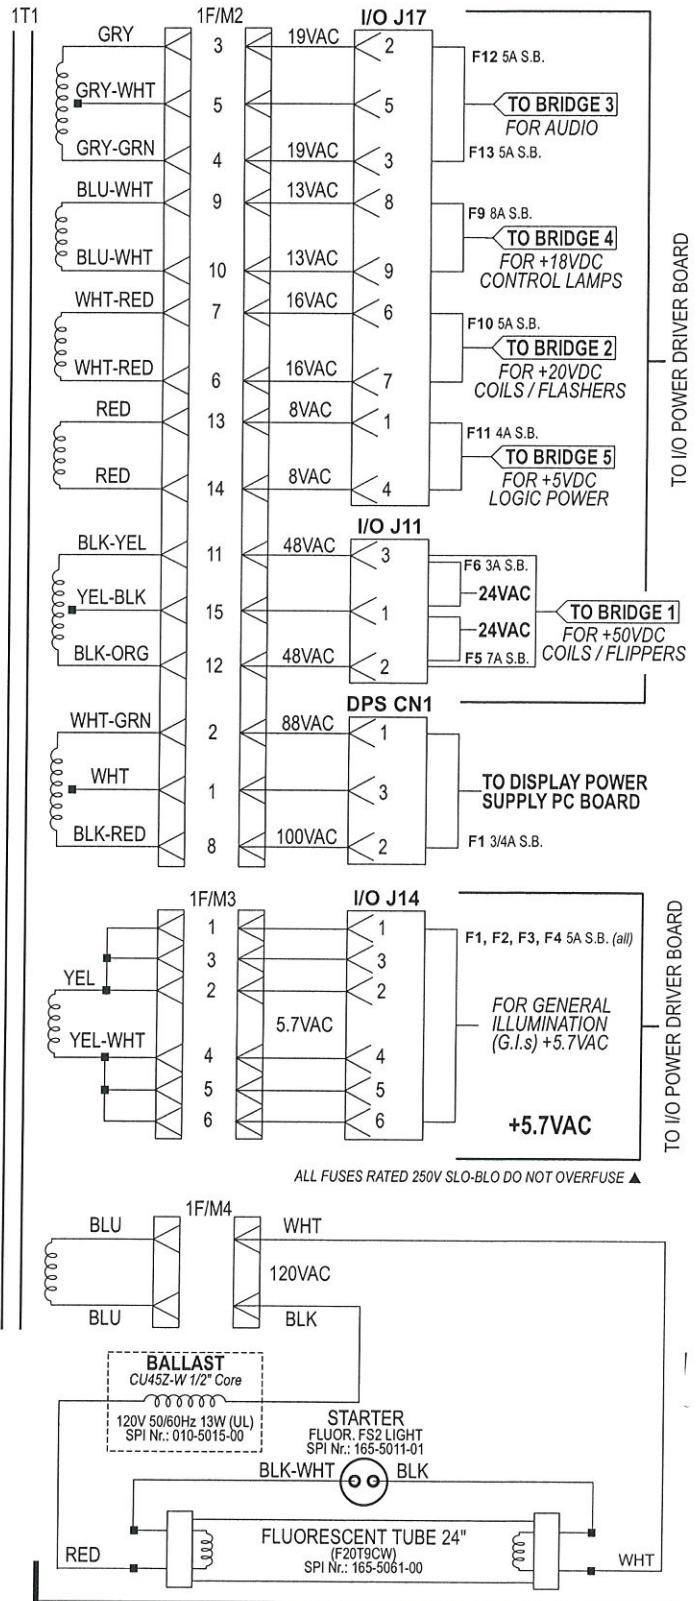 1T1
1F/M2
I/O J17
GRY
3
19VAC
2
F12 5A S.B.
GRY-WHT
5
5
TO BRIDGE 3
FOR AUDIO
GRY-GRN
4
19VAC
3
F13 5A S.B.
BLU-WHT
9
13VAC
8
F9 8A S.B.
TO BRIDGE 4
FOR +18VDC
CONTROL LAMPS
BLU-WHT
10
13VAC
9
WHT-RED
7
16VAC
6
F10 5A S.B.
TO BRIDGE 2
FOR +20VDC
COILS / FLASHERS
WHT-RED
6
16VAC
7
RED
13
8VAC
1
F11 4A S.B.
TO BRIDGE 5
FOR +5VDC
LOGIC POWER
RED
14
8VAC
4
TO I/O POWER DRIVER BOARD
I/O J11
BLK-YEL
11
48VAC
3
F6 3A S.B.
24VAC
YEL-BLK
15
1
TO BRIDGE 1
FOR +50VDC
COILS / FLIPPERS
24VAC
BLK-ORG
12
48VAC
2
F5 7A S.B.
DPS CN1
WHT-GRN
2
88VAC
1
WHT
1
3
TO DISPLAY POWER
SUPPLY PC BOARD
BLK-RED
8
100VAC
2
F1 3/4A S.B.
1F/M3
I/O J14
1
1
F1, F2, F3, F4 5A S.B. (all)
3
3
YEL
2
2
5.7VAC
FOR GENERAL
ILLUMINATION
(G.I.s) +5.7VAC
YEL-WHT
4
4
5
5
6
6
+5.7VAC
TO I/O POWER DRIVER BOARD
ALL FUSES RATED 250V SLO-BLO DO NOT OVERFUSE ▲
1F/M4
BLU
WHT
120VAC
BLU
BLK
BALLAST
CU45Z-W 1/2" Core
120V 50/60Hz 13W (UL)
SPI Nr.: 010-5015-00
STARTER
FLUOR. FS2 LIGHT
SPI Nr.: 165-5011-01
BLK-WHT
BLK
FLUORESCENT TUBE 24"
(F20T9CW)
SPI Nr.: 165-5061-00
RED
WHT